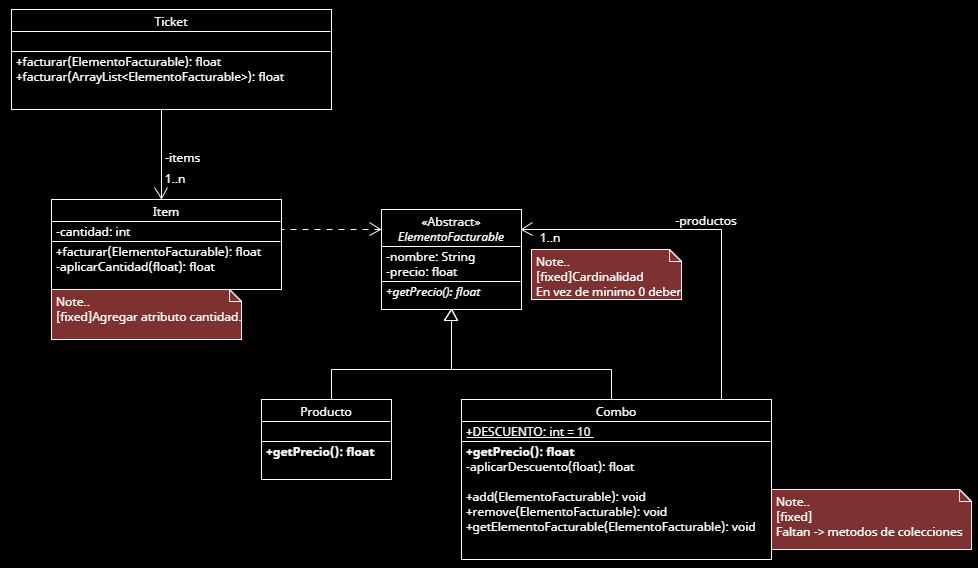 Ticket
+facturar(ElementoFacturable): float
+facturar(ArrayList<ElementoFacturable>): float
-items
1..n
Item
-cantidad: int
+facturar(ElementoFacturable): float
-aplicarCantidad(float): float
Note..
[fixed]Agregar atributo cantidad.
«Abstract»
ElementoFacturable
-nombre: String
-precio: float
+getPrecio(): float
-productos
1..n
Note..
[fixed]Cardinalidad
En vez de minimo 0 deber
Producto
+getPrecio(): float
Combo
+DESCUENTO: int = 10
+getPrecio(): float
-aplicarDescuento(float): float
+add(ElementoFacturable): void
+remove(ElementoFacturable): void
+getElementoFacturable(ElementoFacturable): void
Note..
[fixed]
Faltan -> metodos de colecciones